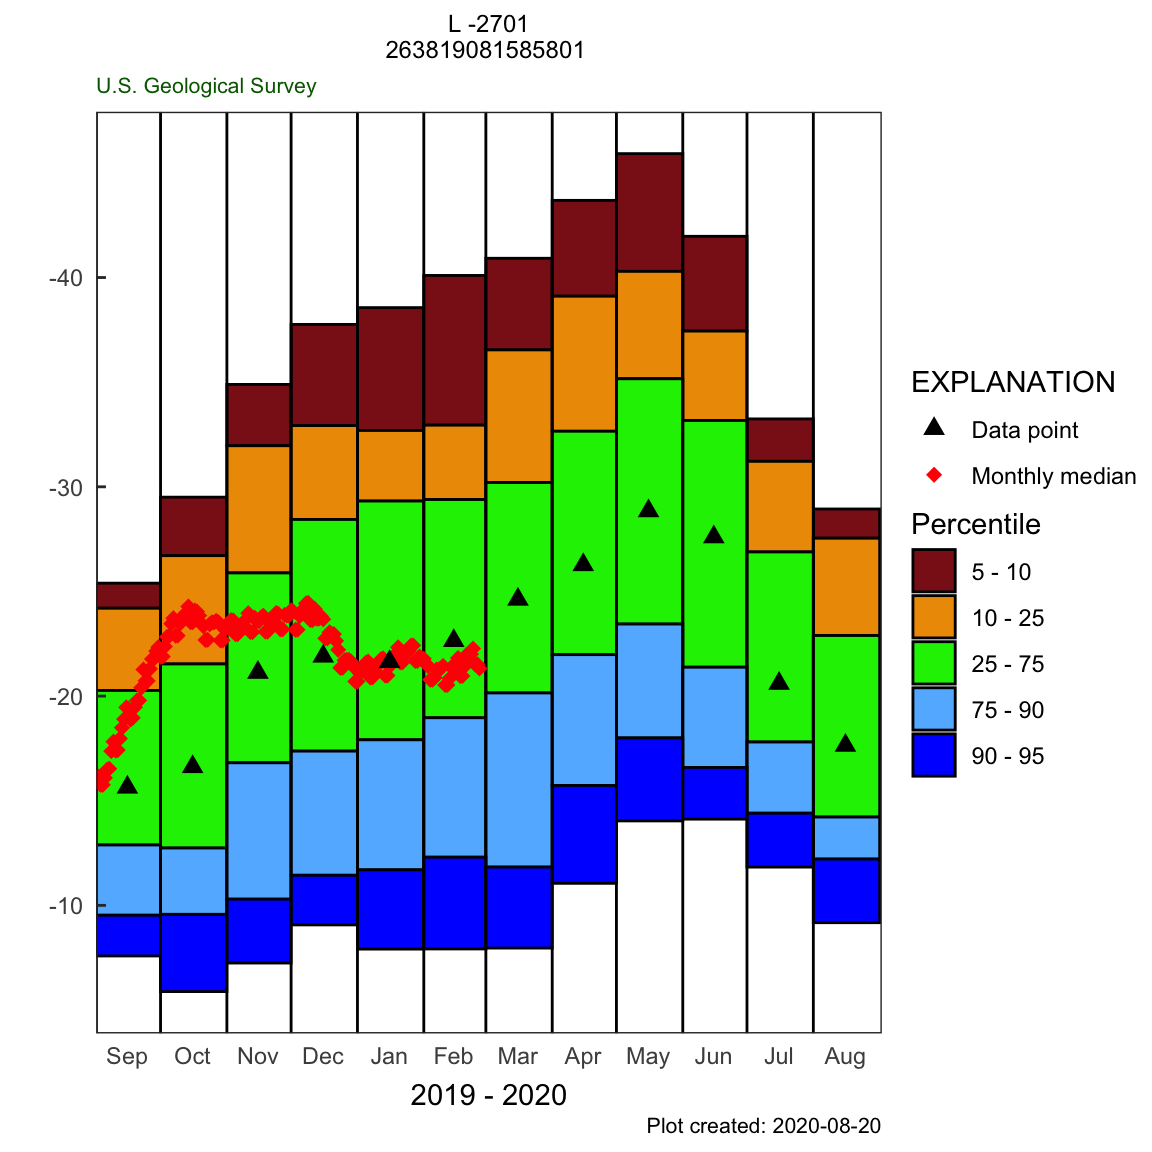 L -2701
263819081585801
U.S. Geological Survey
-40
-30
-20
-10
Sep Oct Nov Dec Jan Feb Mar Apr May Jun Jul Aug
2019 - 2020
Plot created: 2020-08-20
EXPLANATION
Data point
Monthly median
Percentile
5 - 10
10 - 25
25 - 75
75 - 90
90 - 95